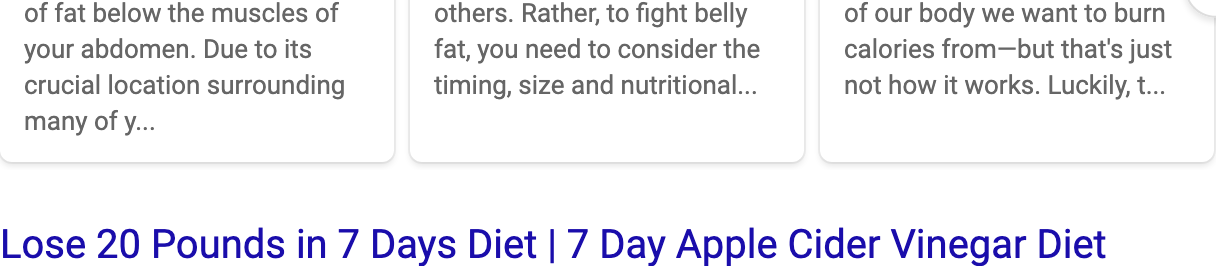 of fat below the muscles of
your abdomen. Due to its
crucial location surrounding
many of y...
others. Rather, to fight belly
fat, you need to consider the
timing, size and nutritional...
of our body we want to burn
calories from—but that's just
not how it works. Luckily, t...
Lose 20 Pounds in 7 Days Diet | 7 Day Apple Cider Vinegar Diet